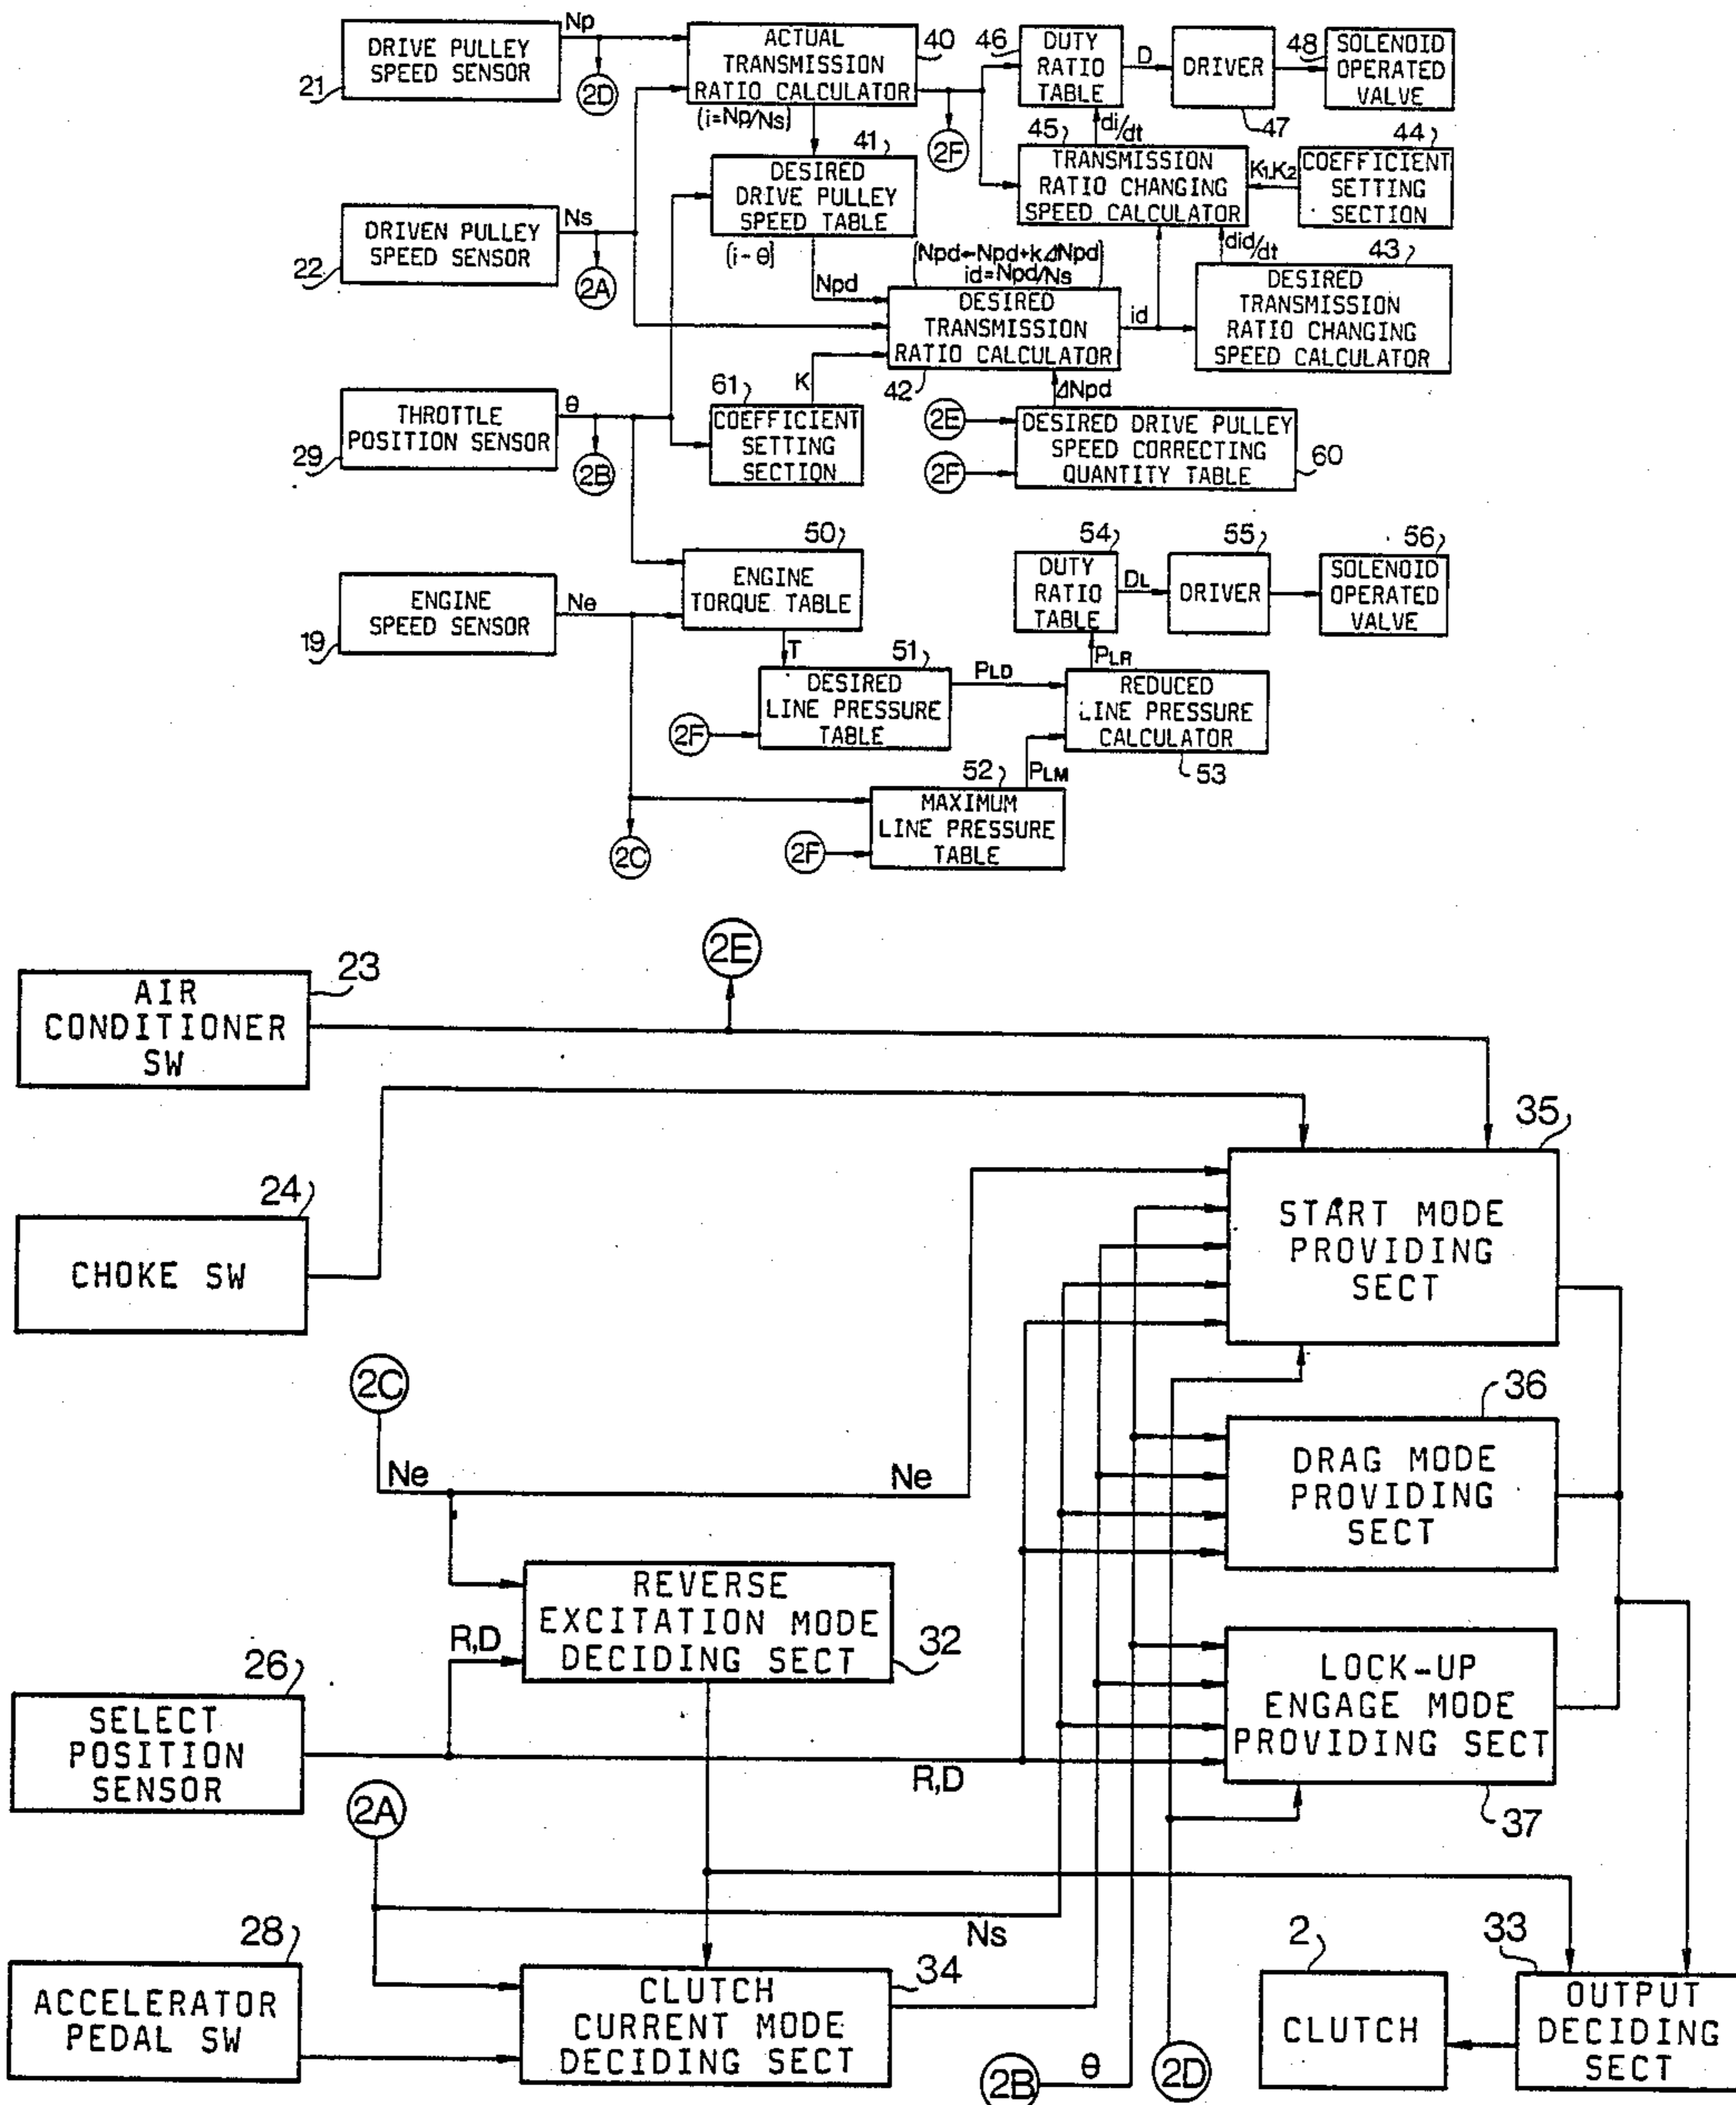 Np
DRIVE PULLEY
SPEED SENSOR
21
2D
ACTUAL
TRANSMISSION
RATIO CALCULATOR
40
(i=Np/Ns)
46
DUTY
RATIO
TABLE
D
DRIVER
47
48
SOLENOID
OPERATED
VALVE
2F
di/dt
41
DESIRED
DRIVE PULLEY
SPEED TABLE
(i-θ)
45
TRANSMISSION
RATIO CHANGING
SPEED CALCULATOR
K1,K2
44
COEFFICIENT
SETTING
SECTION
Ns
DRIVEN PULLEY
SPEED SENSOR
22
2A
Npd
(Npd←Npd+kΔNpd)
id=Npd/Ns
DESIRED
TRANSMISSION
RATIO CALCULATOR
42
id
did/dt
43
DESIRED
TRANSMISSION
RATIO CHANGING
SPEED CALCULATOR
θ
THROTTLE
POSITION SENSOR
29
2B
61
K
COEFFICIENT
SETTING
SECTION
ΔNpd
2E
2F
DESIRED DRIVE PULLEY
SPEED CORRECTING
QUANTITY TABLE
60
50
ENGINE
TORQUE TABLE
Ne
ENGINE
SPEED SENSOR
19
T
54
DUTY
RATIO
TABLE
DL
55
DRIVER
56
SOLENOID
OPERATED
VALVE
51
DESIRED
LINE PRESSURE
TABLE
2F
PLD
PLR
REDUCED
LINE PRESSURE
CALCULATOR
53
52
PLM
MAXIMUM
LINE PRESSURE
TABLE
2F
2C
2E
23
AIR
CONDITIONER
SW
35
START MODE
PROVIDING
SECT
24
CHOKE SW
2C
Ne
Ne
36
DRAG MODE
PROVIDING
SECT
REVERSE
EXCITATION MODE
DECIDING SECT
32
R,D
26
SELECT
POSITION
SENSOR
R,D
LOCK-UP
ENGAGE MODE
PROVIDING SECT
37
2A
Ns
28
ACCELERATOR
PEDAL SW
34
CLUTCH
CURRENT MODE
DECIDING SECT
2B
θ
2D
2
CLUTCH
33
OUTPUT
DECIDING
SECT